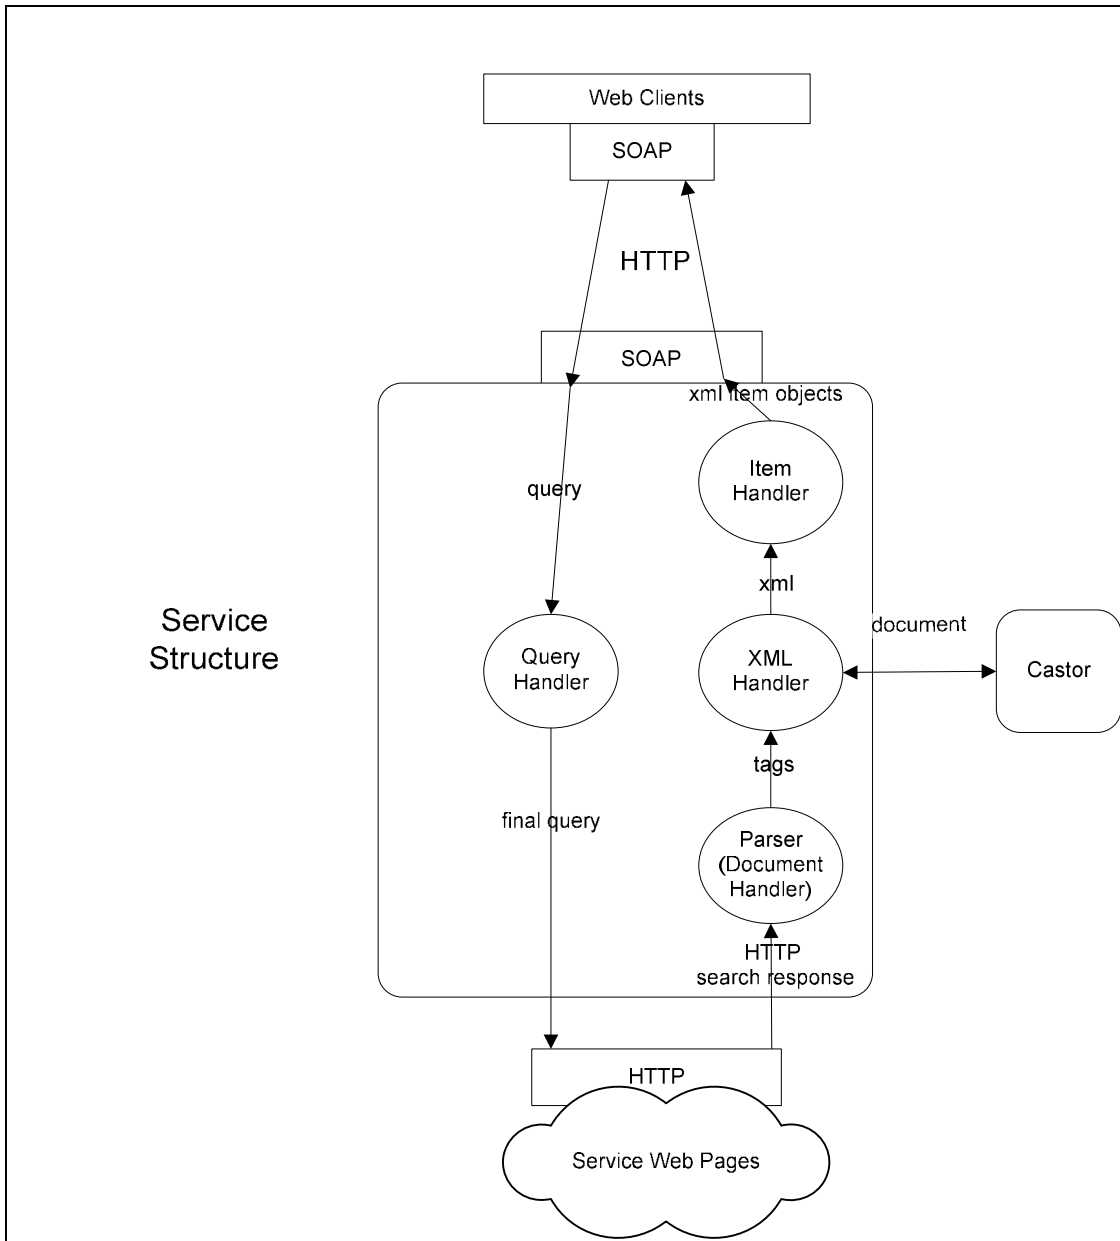 Web Clients
SOAP
HTTP
SOAP
xml item objects
Item
Handler
query
xml
Service
Structure
document
Query
Handler
XML
Handler
Castor
tags
final query
Parser
(Document
Handler)
HTTP
search response
HTTP
Service Web Pages